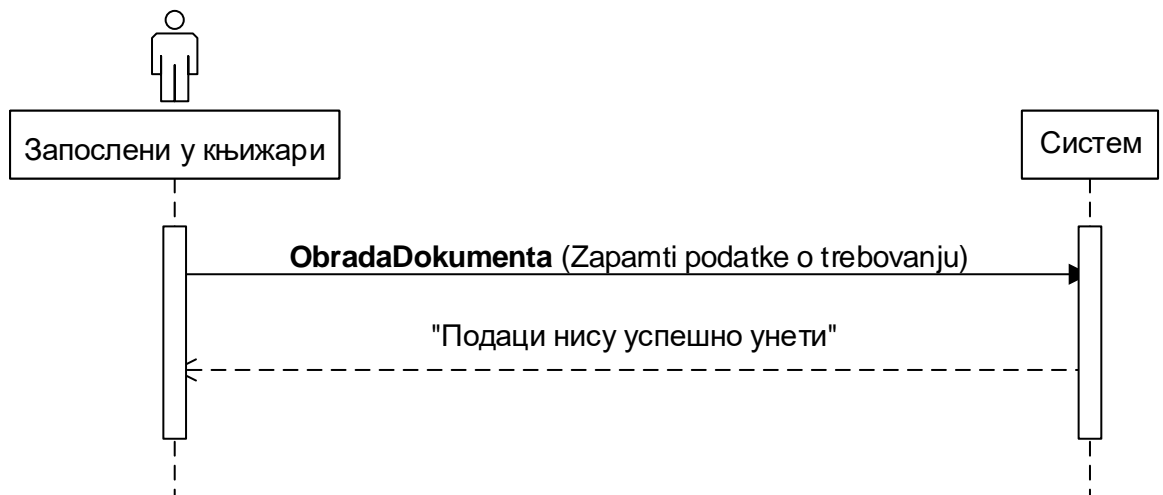 Запослени у књижари
Систем
ObradaDokumenta (Zapamti podatke o trebovanju)
"Подаци нису успешно унети"